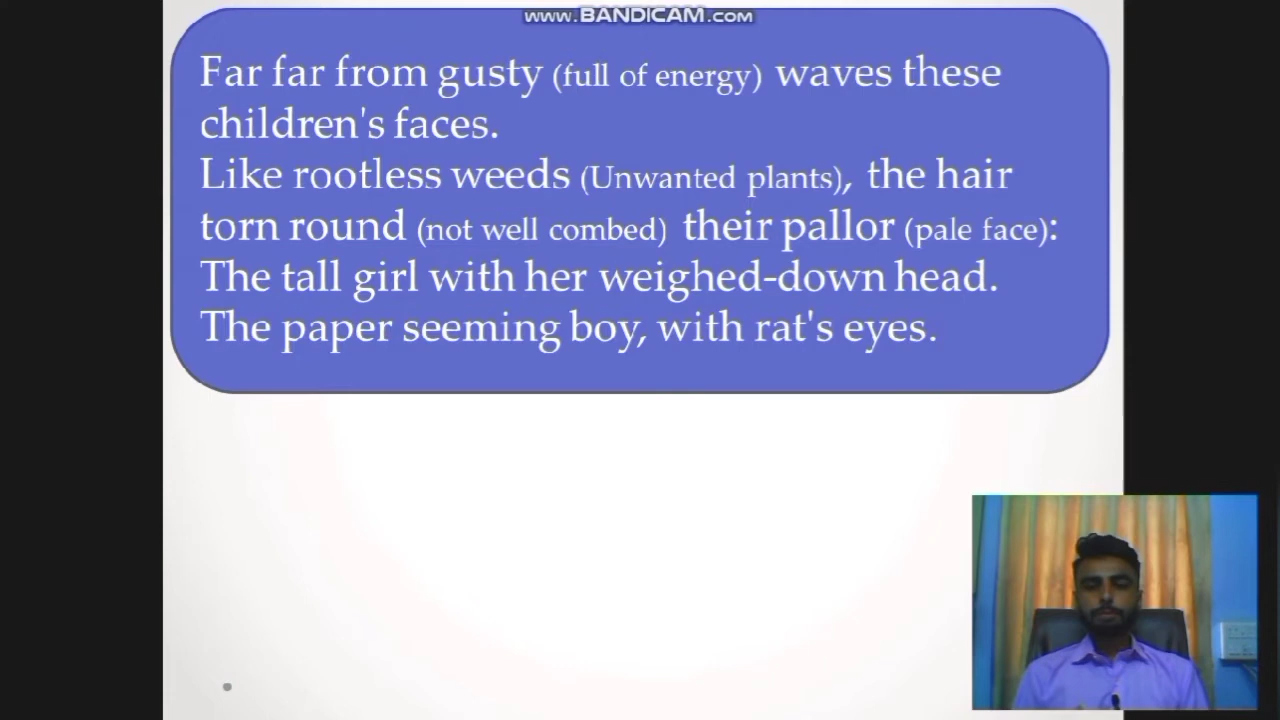 WWW.BANDICAM.COM
Far far from gusty (full of energy) waves these
children's faces.
Like rootless weeds (Unwanted plants), the hair
torn round (not well combed) their pallor (pale face):
The tall girl with her weighed-down head.
The paper seeming boy, with rat's eyes.